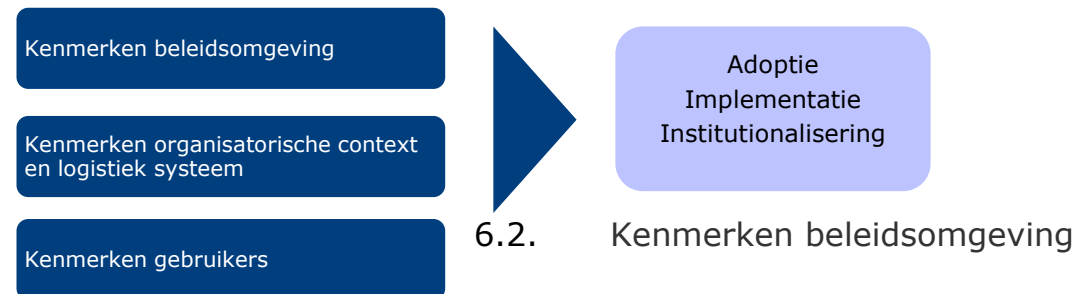 Kenmerken beleidsomgeving
Kenmerken organisatorische context
en logistiek systeem
Kenmerken gebruikers
Adoptie
Implementatie
Institutionalisering
6.2. Kenmerken beleidsomgeving